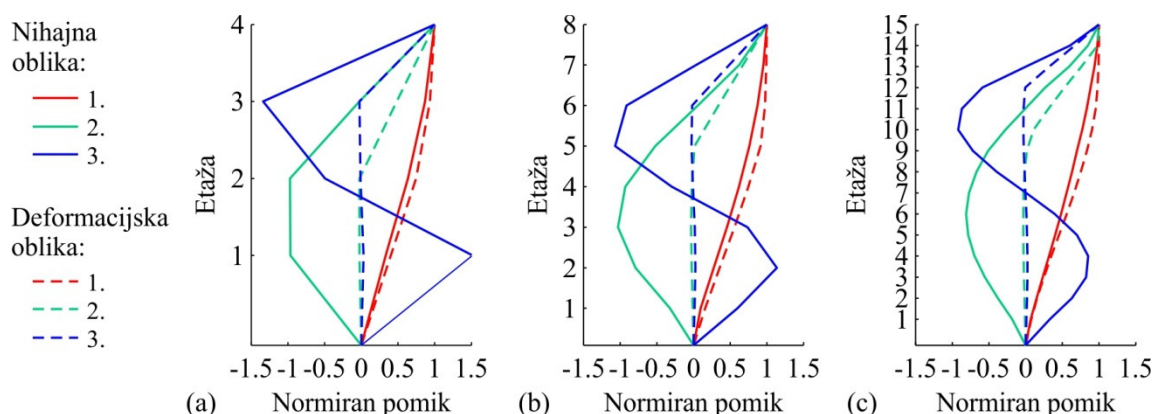 Nihajna
oblika:
1.
2.
3.
Deformacijska
oblika:
1.
2.
3.
Etaža
4
3
2
1
-1.5 -1 -0.5 0 0.5 1 1.5
(a) Normiran pomik
Etaža
8
7
6
5
4
3
2
1
-1.5 -1 -0.5 0 0.5 1 1.5
(b) Normiran pomik
Etaža
15
14
13
12
11
10
9
8
7
6
5
4
3
2
1
-1.5 -1 -0.5 0 0.5 1 1.5
(c) Normiran pomik